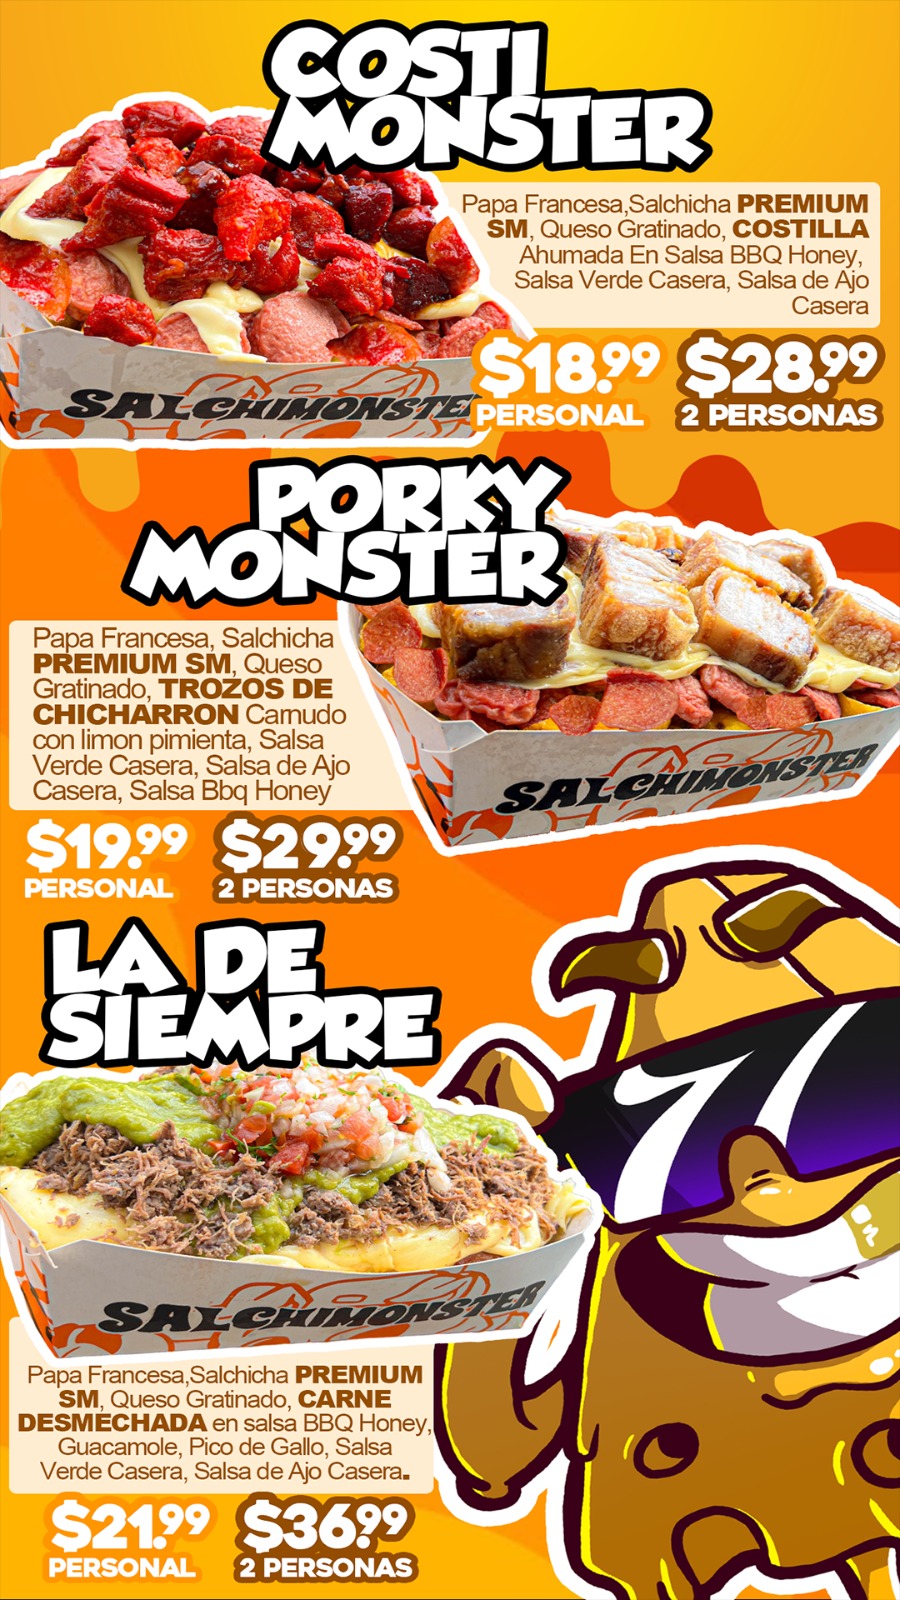 COSTI
MONSTER
Papa Francesa,Salchicha PREMIUM
SM, Queso Gratinado, COSTILLA
Ahumada En Salsa BBQ Honey,
Salsa Verde Casera, Salsa de Ajo
Casera
$18.99 $28.99
PERSONAL 2 PERSONAS
SALCHIMONSTE
PORKY
MONSTER
Papa Francesa, Salchicha
PREMIUM SM, Queso
Gratinado, TROZOS DE
CHICHARRON Carnudo
con limon pimienta, Salsa
Verde Casera, Salsa de Ajo
Casera, Salsa Bbq Honey
SALCHIMONSTER
$19.99 $29.99
PERSONAL 2 PERSONAS
LA DE
SIEMPRE
SALCHIMONSTER
Papa Francesa,Salchicha PREMIUM
SM, Queso Gratinado, CARNE
DESMECHADA en salsa BBQ Honey,
Guacamole, Pico de Gallo, Salsa
Verde Casera, Salsa de Ajo Casera.
$21.99 $36.99
PERSONAL 2 PERSONAS